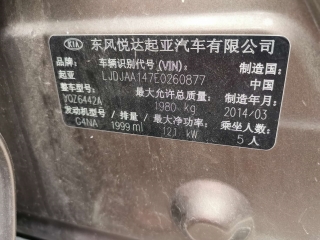 KIA 东风悦达起亚汽车有限公司
品牌: 车辆识别代号(VIN): 制造国:
起亚 LJDJAA147E0260877 中国
整车型号: 最大允许总质量: 制造年月:
YQZ6442A 1980 kg 2014/03
发动机型号 / 排量 / 最大净功率: 乘坐人数:
G4NA 1999 ml 121 kW 5 人